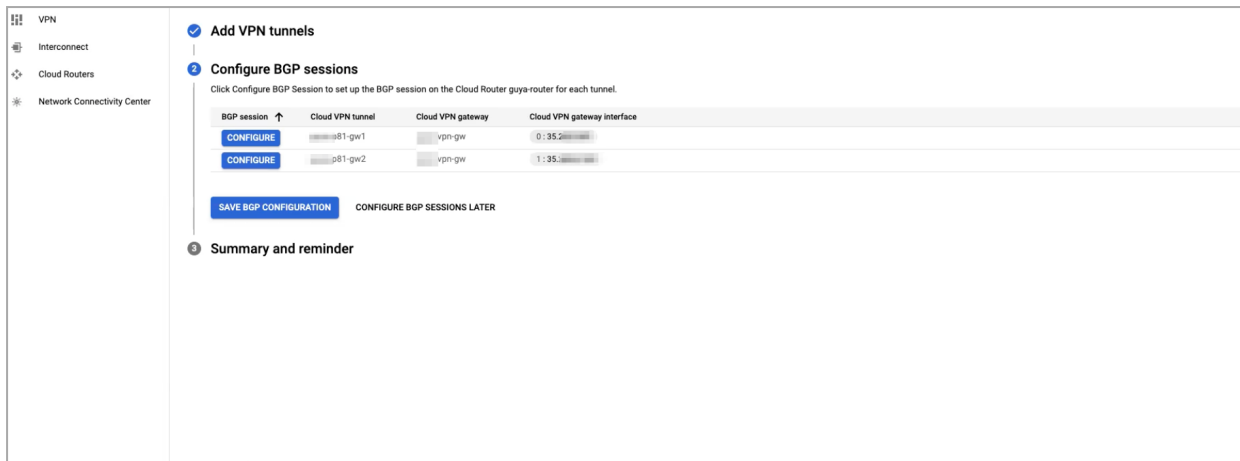 VPN
Interconnect
Cloud Routers
Network Connectivity Center
Add VPN tunnels
2 Configure BGP sessions
Click Configure BGP Session to set up the BGP session on the Cloud Router guya-router for each tunnel.
BGP session Cloud VPN tunnel Cloud VPN gateway Cloud VPN gateway interface
CONFIGURE 81-gw1 vpn-gw 0 : 35.2
CONFIGURE p81-gw2 vpn-gw 1 : 35.
SAVE BGP CONFIGURATION CONFIGURE BGP SESSIONS LATER
3 Summary and reminder